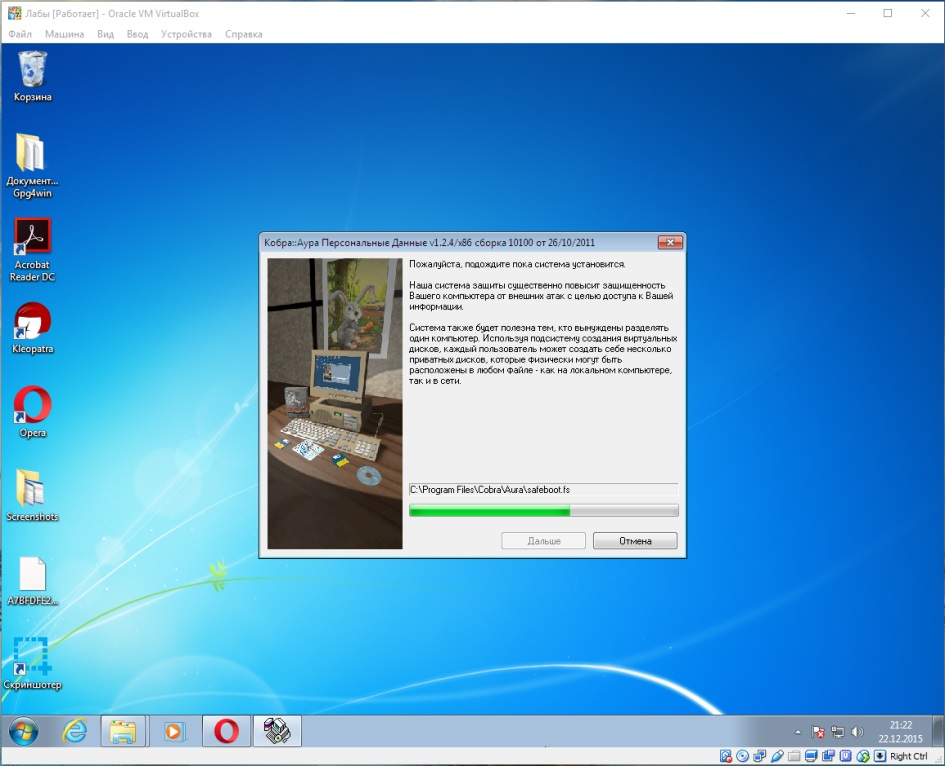 Лабы [Работает] - Oracle VM VirtualBox
Файл Машина Вид Ввод Устройства Справка
Корзина
Документ...
Gpg4win
Acrobat
Reader DC
Kleopatra
Opera
Screenshots
A7BFDFE2...
Скриншотер
Кобра::Аура Персональные Данные v1.2.4/x86 сборка 10100 от 26/10/2011
Пожалуйста, подождите пока система установится.
Наша система защиты существенно повысит защищенность
Вашего компьютера от внешних атак с целью доступа к Вашей
информации.
Система также будет полезна тем, кто вынуждены разделять
один компьютер. Используя подсистему создания виртуальных
дисков, каждый пользователь может создать себе несколько
приватных дисков, которые физически могут быть
расположены в любом файле - как на локальном компьютере,
так и в сети.
C:\Program Files\Cobra\Aura\safeboot.fs
Дальше Отмена
21:22
22.12.2015
Right Ctrl